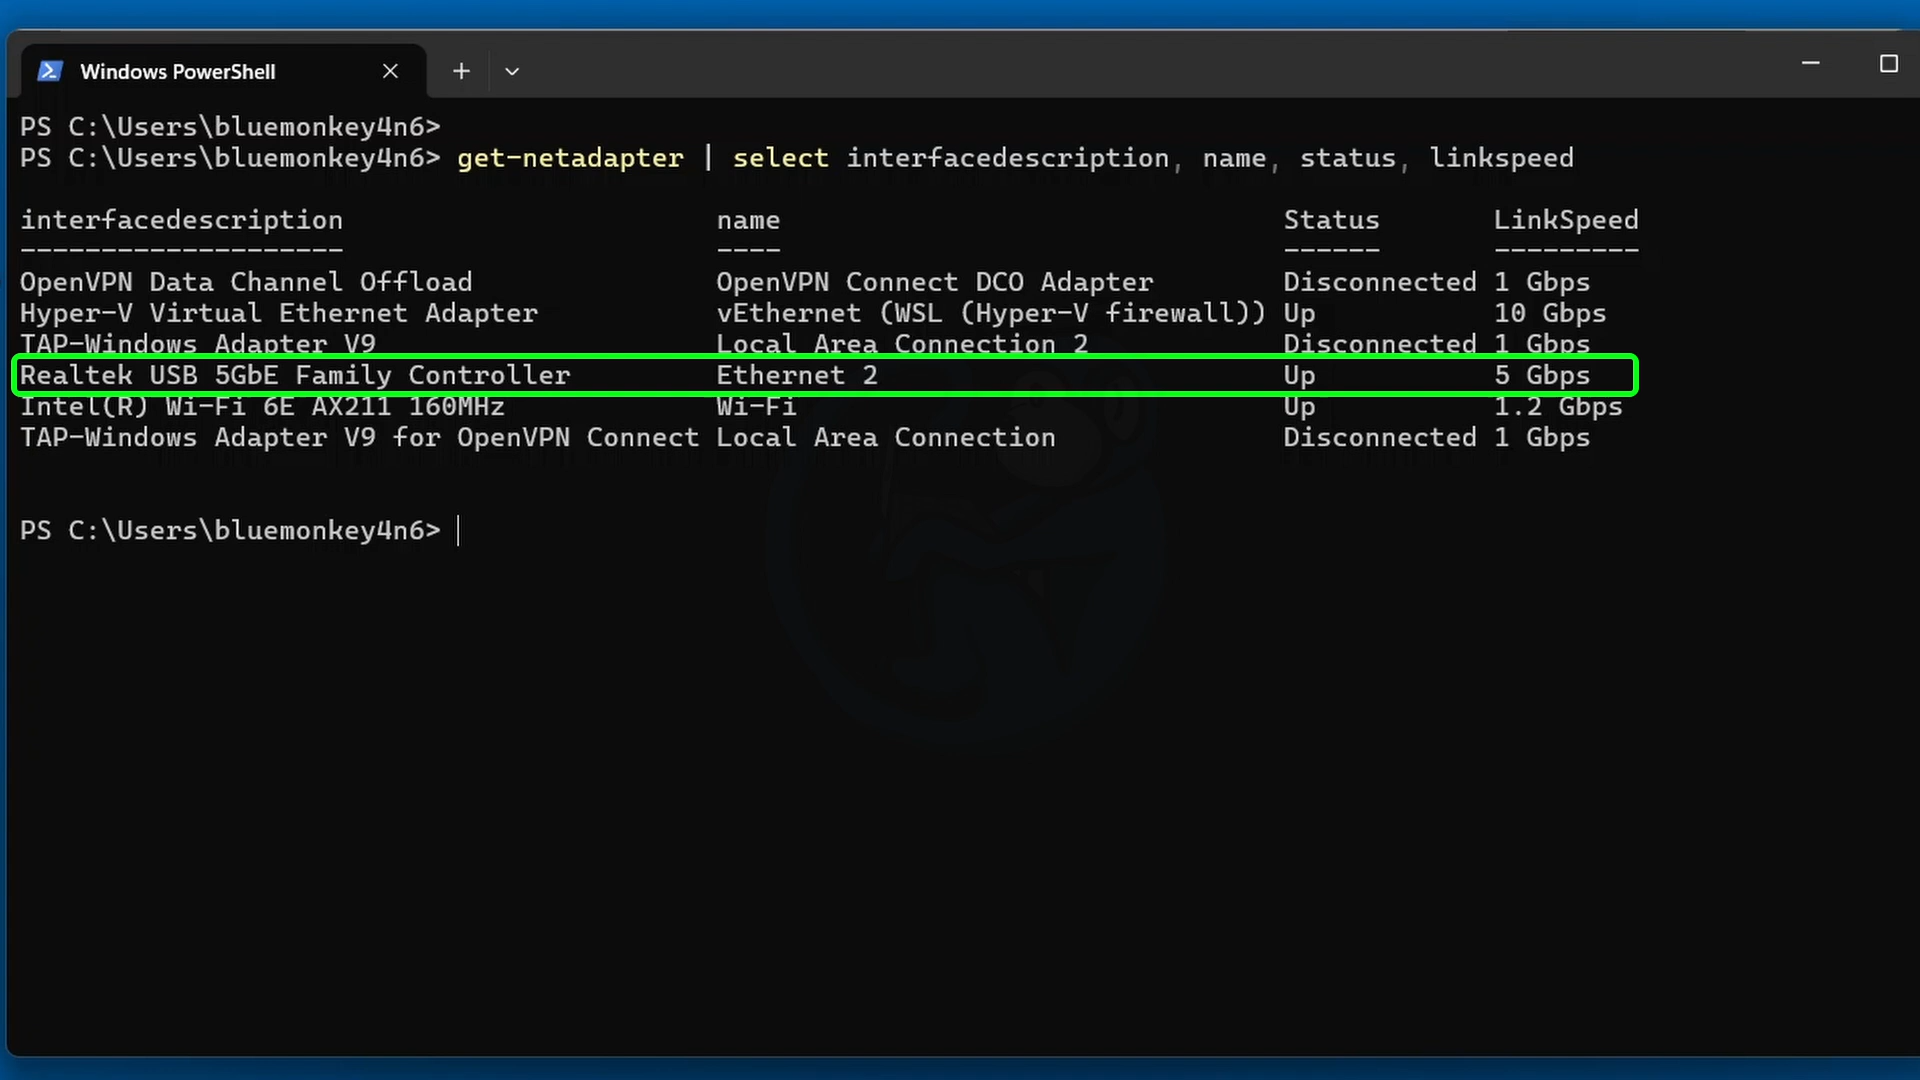 Windows PowerShell
PS C:\Users\bluemonkey4n6>
PS C:\Users\bluemonkey4n6> get-netadapter | select interfacedescription, name, status, linkspeed
interfacedescription name Status LinkSpeed
-------------------- ---- ------ ---------
OpenVPN Data Channel Offload OpenVPN Connect DCO Adapter Disconnected 1 Gbps
Hyper-V Virtual Ethernet Adapter vEthernet (WSL (Hyper-V firewall)) Up 10 Gbps
TAP-Windows Adapter V9 Local Area Connection 2 Disconnected 1 Gbps
Realtek USB 5GbE Family Controller Ethernet 2 Up 5 Gbps
Intel(R) Wi-Fi 6E AX211 160MHz Wi-Fi Up 1.2 Gbps
TAP-Windows Adapter V9 for OpenVPN Connect Local Area Connection Disconnected 1 Gbps
PS C:\Users\bluemonkey4n6>